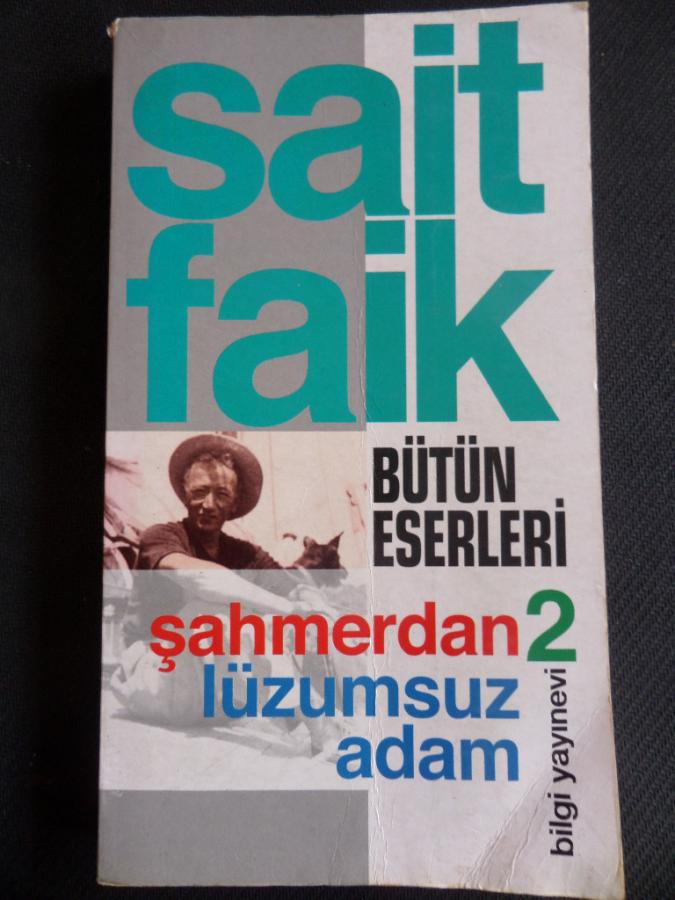 sait
faik
BÜTÜN
ESERLERİ
şahmerdan 2
lüzumsuz
adam
bilgi yayınevi